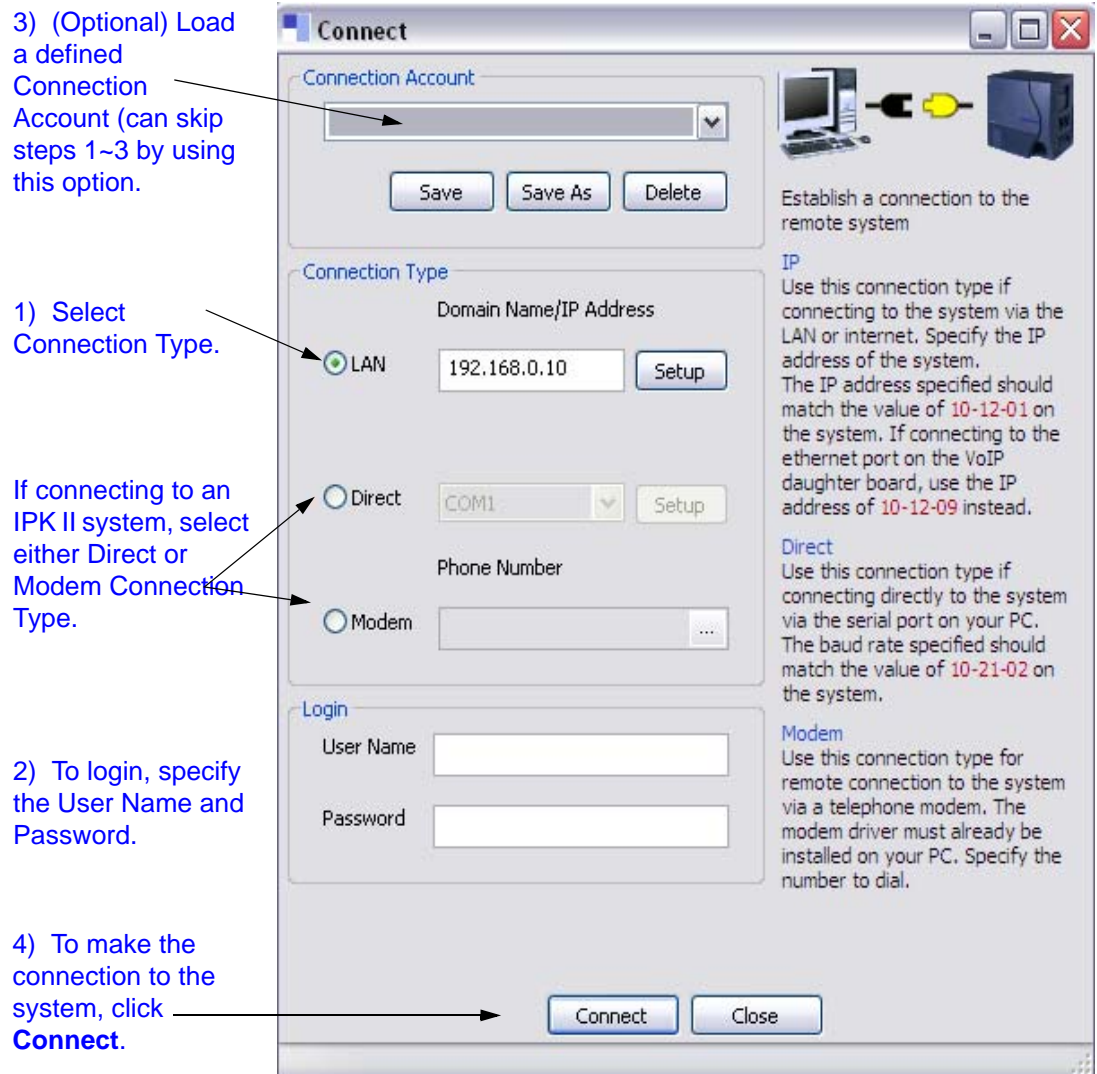 3)  (Optional) Load
a defined
Connection
Account (can skip
steps 1~3 by using
this option.
1)  Select
Connection Type.
If connecting to an
IPK II system, select
either Direct or
Modem Connection
Type.
2)  To login, specify
the User Name and
Password.
4)  To make the
connection to the
system, click
Connect.
Connect
Connection Account
Save
Save As
Delete
Connection Type
Domain Name/IP Address
LAN
192.168.0.10
Setup
Direct
COM1
Setup
Phone Number
Modem
...
Login
User Name
Password
Connect
Close
Establish a connection to the
remote system
IP
Use this connection type if
connecting to the system via the
LAN or internet. Specify the IP
address of the system.
The IP address specified should
match the value of 10-12-01 on
the system. If connecting to the
ethernet port on the VoIP
daughter board, use the IP
address of 10-12-09 instead.
Direct
Use this connection type if
connecting directly to the system
via the serial port on your PC.
The baud rate specified should
match the value of 10-21-02 on
the system.
Modem
Use this connection type for
remote connection to the system
via a telephone modem. The
modem driver must already be
installed on your PC. Specify the
number to dial.